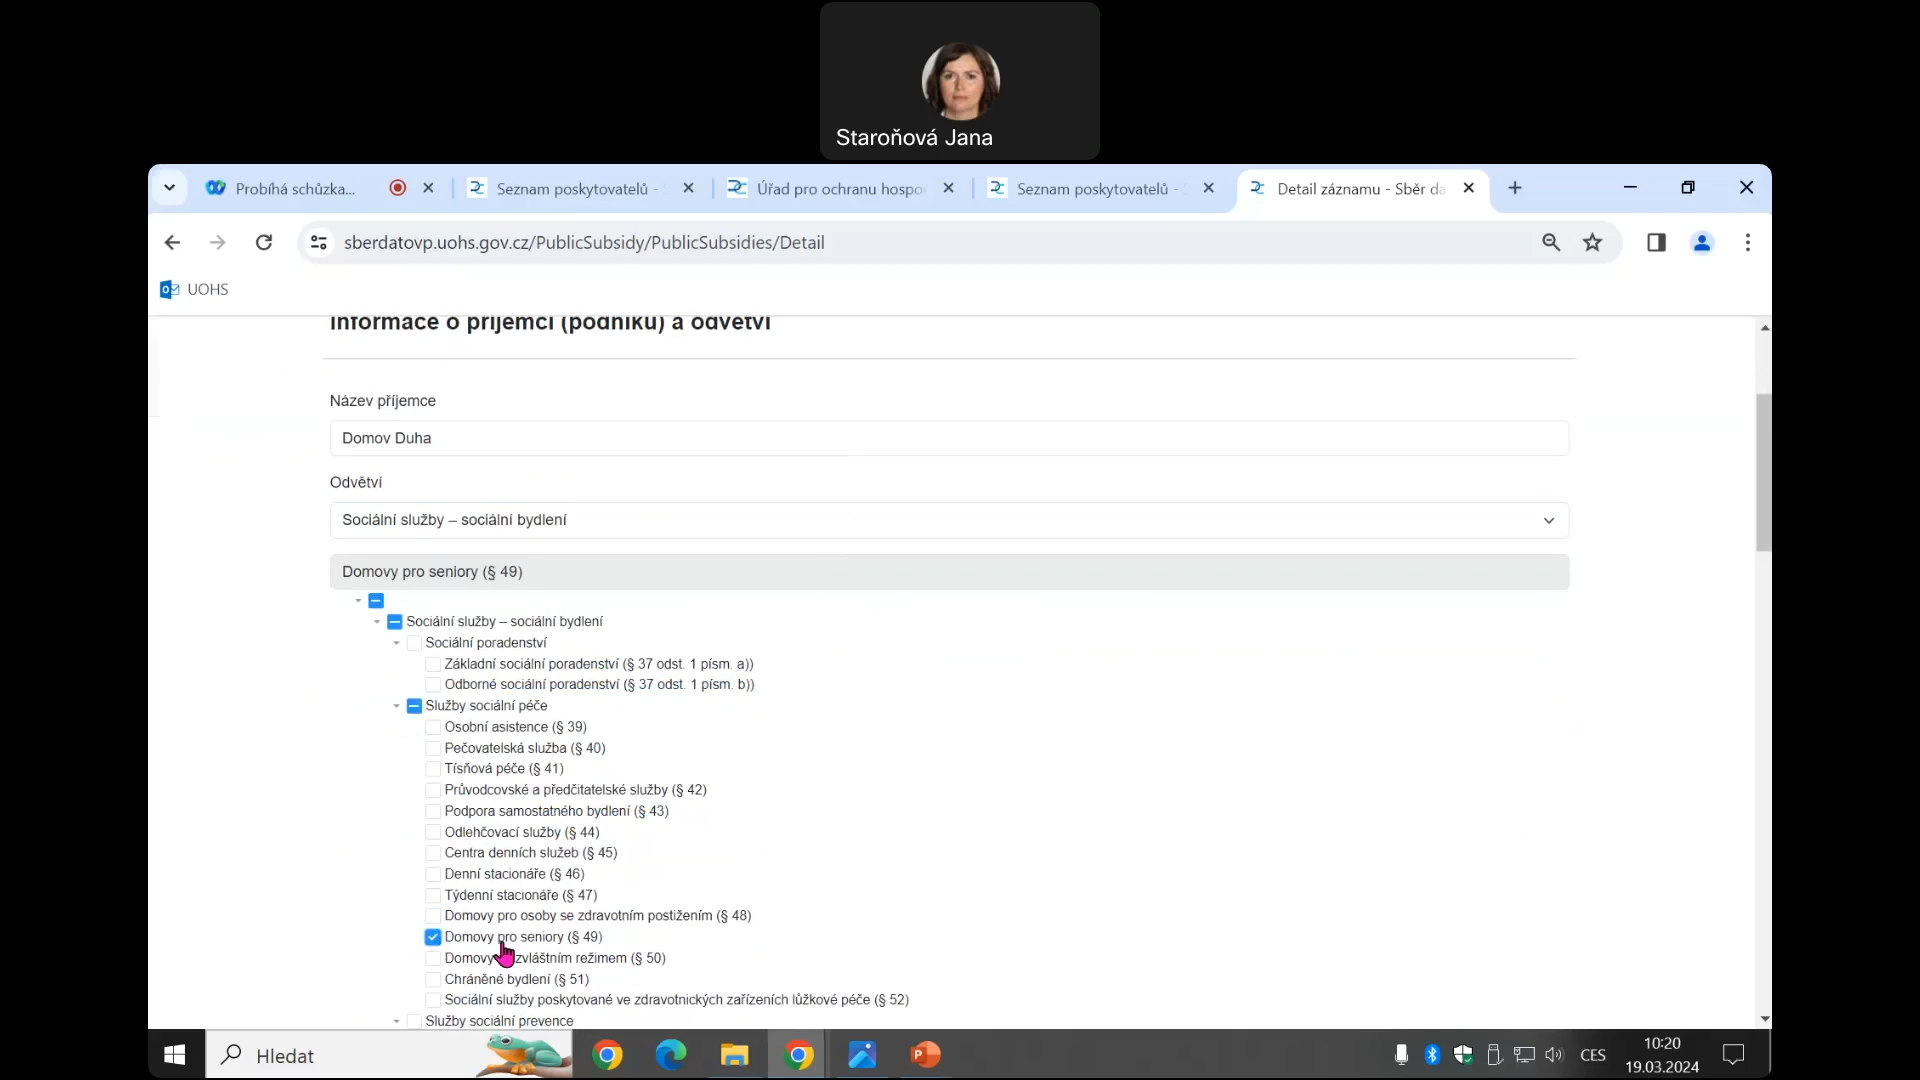 Staroňová Jana
Probíhá schůzka...
Seznam poskytovatelů -
Úřad pro ochranu hospo
Seznam poskytovatelů -
Detail záznamu - Sběr da
sberdatovp.uohs.gov.cz/PublicSubsidy/PublicSubsidies/Detail
UOHS
Informace o příjemci (podniku) a odvětví
Název příjemce
Domov Duha
Odvětví
Sociální služby – sociální bydlení
Domovy pro seniory (§ 49)
Sociální služby – sociální bydlení
Sociální poradenství
Základní sociální poradenství (§ 37 odst. 1 písm. a))
Odborné sociální poradenství (§ 37 odst. 1 písm. b))
Služby sociální péče
Osobní asistence (§ 39)
Pečovatelská služba (§ 40)
Tísňová péče (§ 41)
Průvodcovské a předčitatelské služby (§ 42)
Podpora samostatného bydlení (§ 43)
Odlehčovací služby (§ 44)
Centra denních služeb (§ 45)
Denní stacionáře (§ 46)
Týdenní stacionáře (§ 47)
Domovy pro osoby se zdravotním postižením (§ 48)
Domovy pro seniory (§ 49)
Domovy zvláštním režimem (§ 50)
Chráněné bydlení (§ 51)
Sociální služby poskytované ve zdravotnických zařízeních lůžkové péče (§ 52)
Služby sociální prevence
Hledat
CES
10:20
19.03.2024